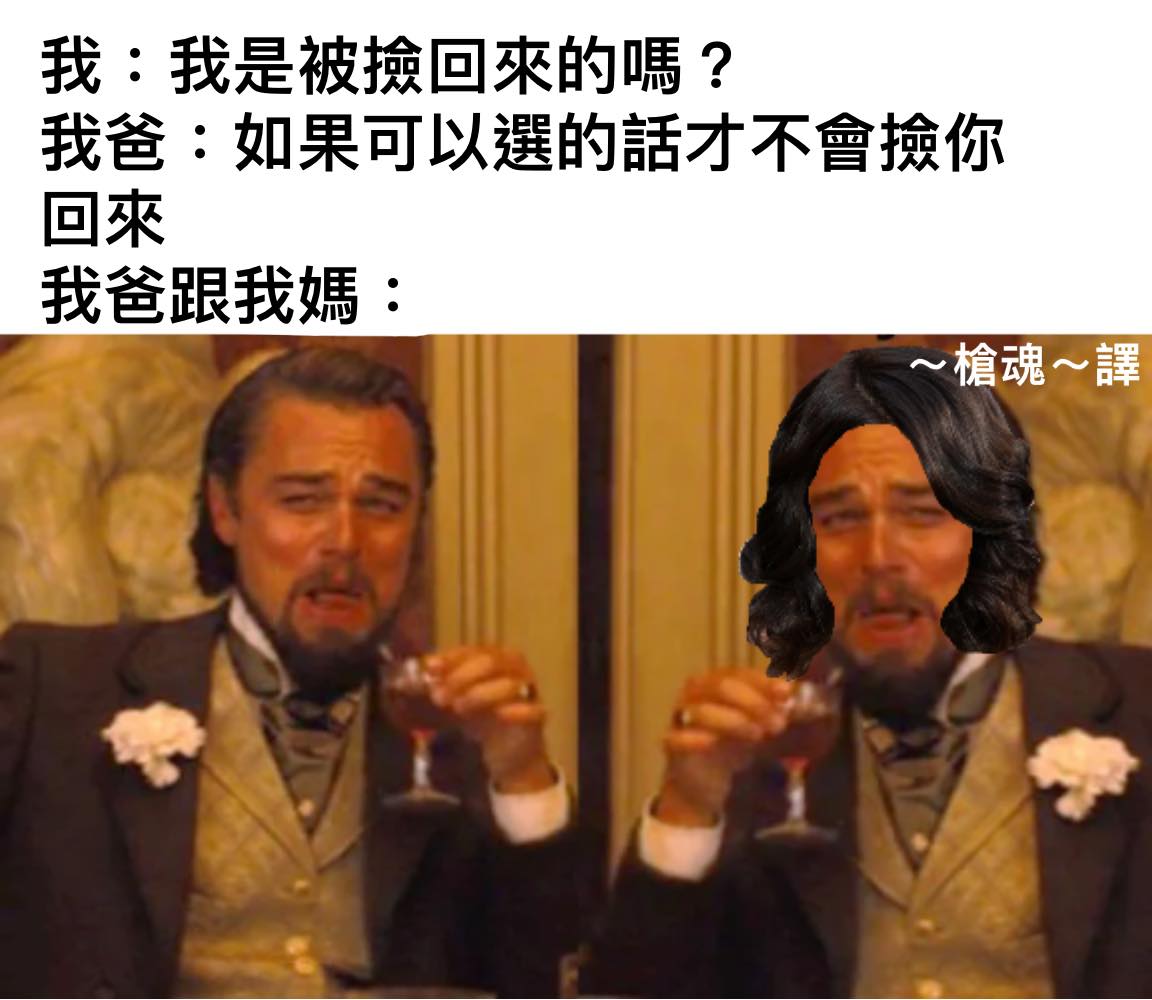 我：我是被撿回來的嗎？
我爸：如果可以選的話才不會撿你
回來
我爸跟我媽：
～槍魂～譯